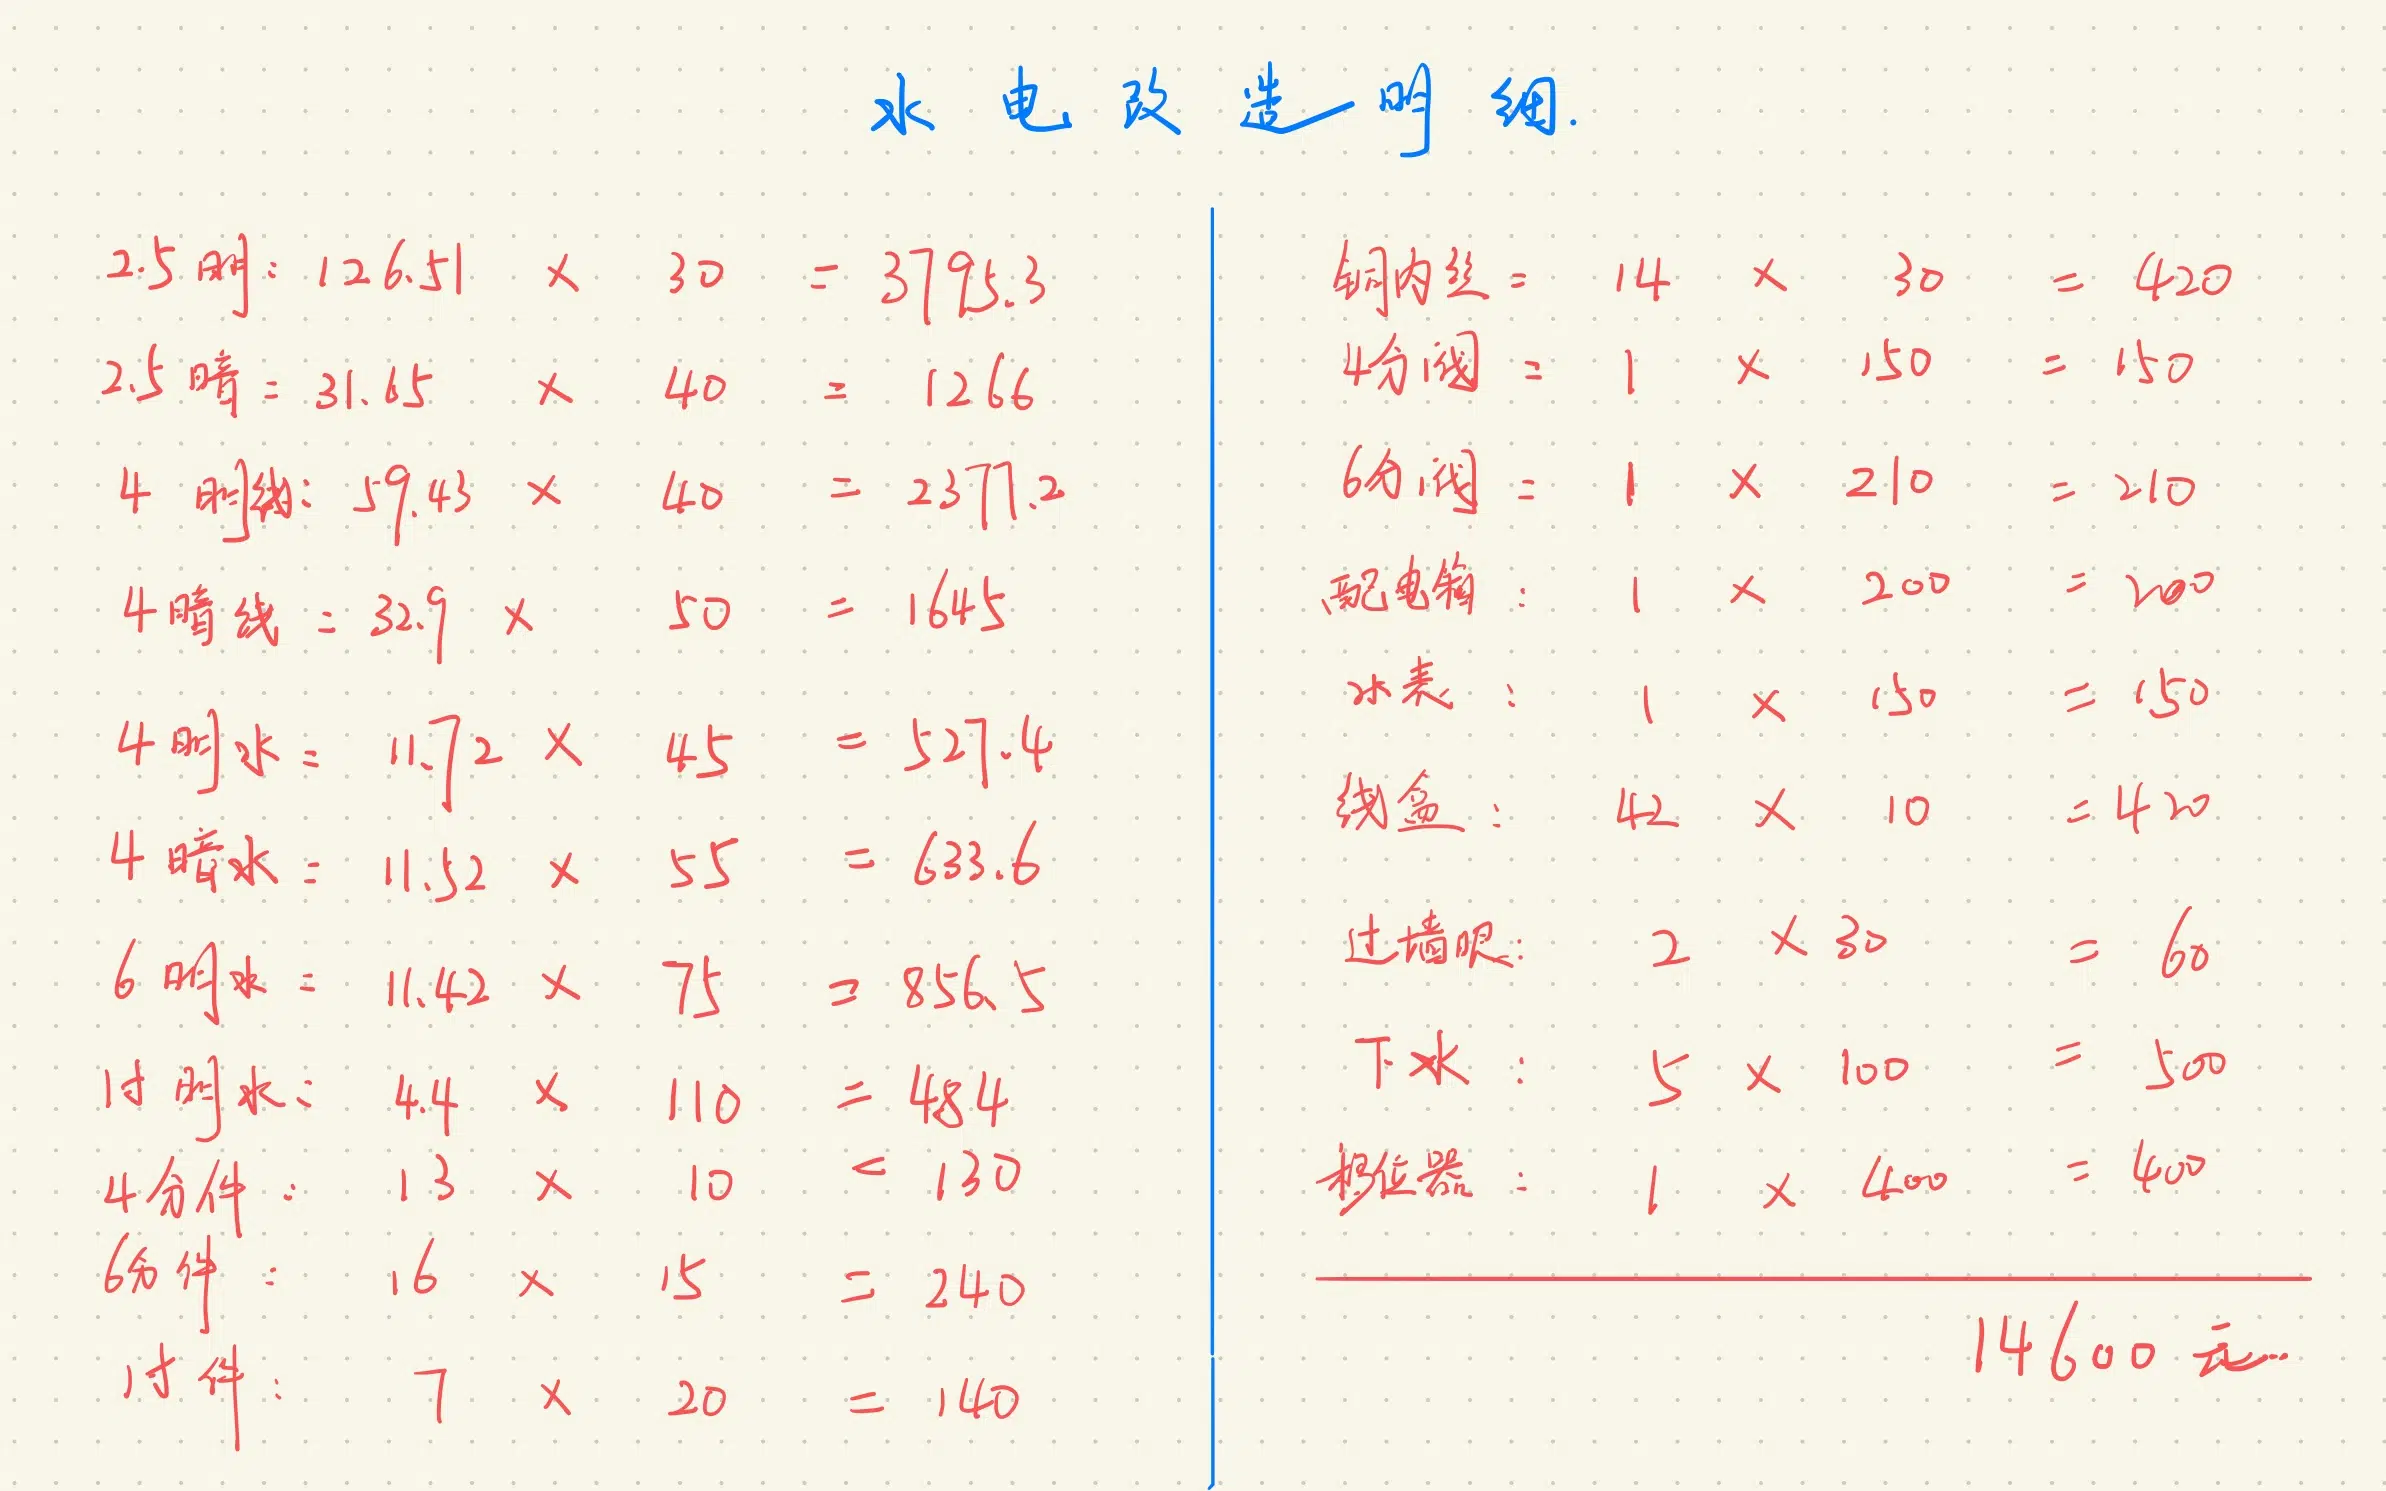 水电改造明细.
2.5明: 126.51 × 30 = 3795.3
2.5暗 = 31.65 × 40 = 1266
4 明线: 59.43 × 40 = 2377.2
4暗线 = 32.9 × 50 = 1645
4明水 = 11.72 × 45 = 527.4
4暗水 = 11.52 × 55 = 633.6
6明水 = 11.42 × 75 = 856.5
1寸明水: 4.4 × 110 = 484
4分件: 13 × 10 = 130
6分件: 16 × 15 = 240
1寸件: 7 × 20 = 140
铜内丝 = 14 × 30 = 420
4分阀 = 1 × 150 = 150
6分阀 = 1 × 210 = 210
配电箱: 1 × 200 = 200
水表: 1 × 150 = 150
线盒: 42 × 10 = 420
过墙眼: 2 × 30 = 60
下水: 5 × 100 = 500
移位器: 1 × 400 = 400
14600元